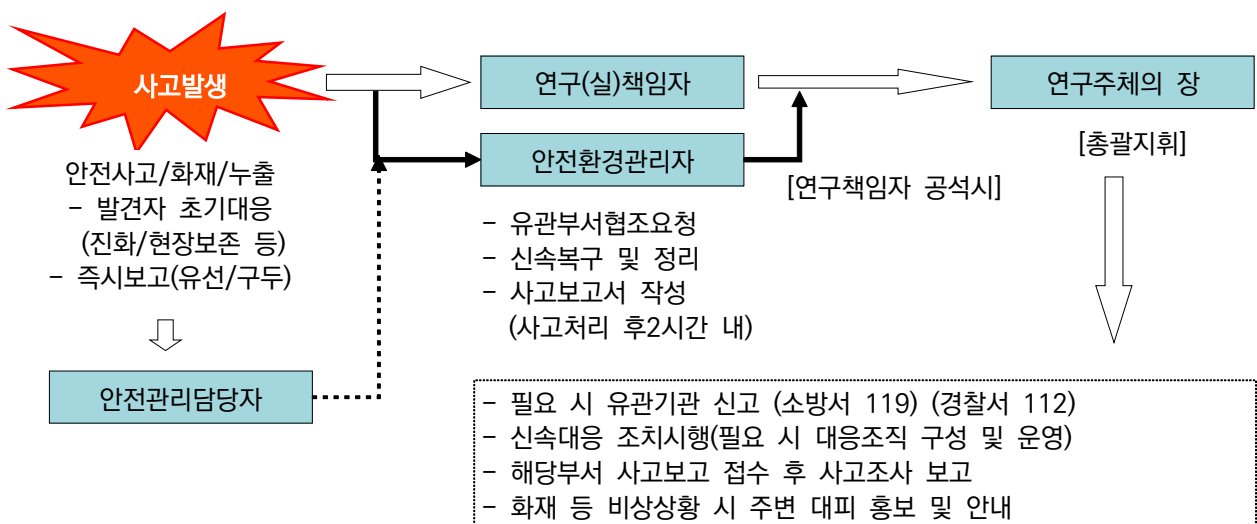 사고발생
연구(실)책임자
연구주체의 장
안전환경관리자
[총괄지휘]
[연구책임자 공석시]
안전사고/화재/누출
- 발견자 초기대응
(진화/현장보존 등)
- 즉시보고(유선/구두)
- 유관부서협조요청
- 신속복구 및 정리
- 사고보고서 작성
(사고처리 후2시간 내)
안전관리담당자
- 필요 시 유관기관 신고 (소방서 119) (경찰서 112)
- 신속대응 조치시행(필요 시 대응조직 구성 및 운영)
- 해당부서 사고보고 접수 후 사고조사 보고
- 화재 등 비상상황 시 주변 대피 홍보 및 안내